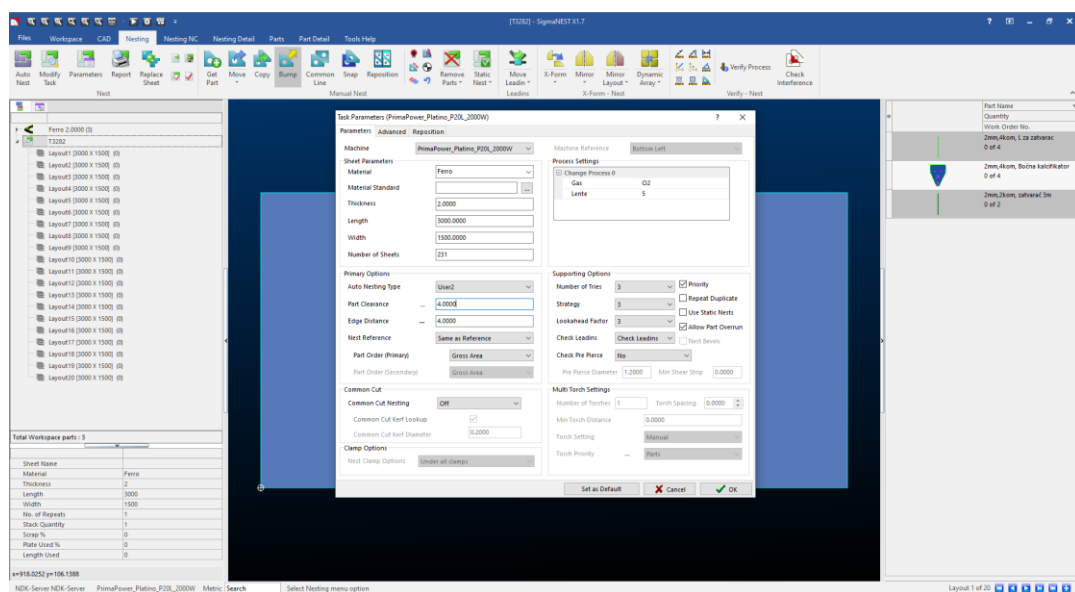 [T3282] - SigmaNEST X1.7
Files Workspace CAD Nesting Nesting NC Nesting Detail Parts Part Detail Tools Help
Auto Nest
Modify Task
Parameters
Report
Replace Sheet
Get Part
Move
Copy
Bump
Common Line
Snap
Reposition
Remove Parts
Static Nest
Move Leadin
X-Form
Mirror
Mirror Layout
Dynamic Array
Verify Process
Check Interference
Nest
Manual Nest
Leadins
X-Form - Nest
Verify - Nest
Ferro 2.0000 (3)
T3282
Layout1 [3000 X 1500] (0)
Layout2 [3000 X 1500] (0)
Layout3 [3000 X 1500] (0)
Layout4 [3000 X 1500] (0)
Layout5 [3000 X 1500] (0)
Layout6 [3000 X 1500] (0)
Layout7 [3000 X 1500] (0)
Layout8 [3000 X 1500] (0)
Layout9 [3000 X 1500] (0)
Layout10 [3000 X 1500] (0)
Layout11 [3000 X 1500] (0)
Layout12 [3000 X 1500] (0)
Layout13 [3000 X 1500] (0)
Layout14 [3000 X 1500] (0)
Layout15 [3000 X 1500] (0)
Layout16 [3000 X 1500] (0)
Layout17 [3000 X 1500] (0)
Layout18 [3000 X 1500] (0)
Layout19 [3000 X 1500] (0)
Layout20 [3000 X 1500] (0)
Total Workspace parts : 3
Sheet Name
Material Ferro
Thickness 2
Length 3000
Width 1500
No. of Repeats 1
Stack Quantity 1
Scrap % 0
Plate Used % 0
Length Used 0
x=918.0252 y=106.1388
Task Parameters (PrimaPower_Platino_P20L_2000W)
Parameters Advanced Reposition
Machine PrimaPower_Platino_P20L_2000W
Machine Reference Bottom Left
Sheet Parameters
Material Ferro
Material Standard ...
Thickness 2.0000
Length 3000.0000
Width 1500.0000
Number of Sheets 231
Process Settings
Change Process 0
Gas O2
Lente 5
Primary Options
Auto Nesting Type User2
Part Clearance ... 4.0000
Edge Distance ... 4.0000
Nest Reference Same as Reference
Part Order (Primary) Gross Area
Part Order (Secondary) Gross Area
Supporting Options
Number of Tries 3
Strategy 3
Lookahead Factor 3
Check Leadins Check Leadins
Check Pre Pierce No
Pre Pierce Diameter 1.2000 Min Shear Strip 0.0000
Priority
Repeat Duplicate
Use Static Nests
Allow Part Overrun
Nest Bevels
Common Cut
Common Cut Nesting Off
Common Cut Kerf Lookup
Common Cut Kerf Diameter 0.2000
Clamp Options
Nest Clamp Options Under all clamps
Multi Torch Settings
Number of Torches 1 Torch Spacing 0.0000
Min Torch Distance 0.0000
Torch Setting Manual
Torch Priority ... Parts
Set as Default Cancel OK
Part Name
Quantity
Work Order No.
2mm,4kom, L za zatvarac
0 of 4
2mm,4kom, Bočna kalcifikator
0 of 4
2mm,2kom, zatvarač 3m
0 of 2
NDK-Server NDK-Server PrimaPower_Platino_P20L_2000W Metric Search Select Nesting menu option Layout 1 of 20